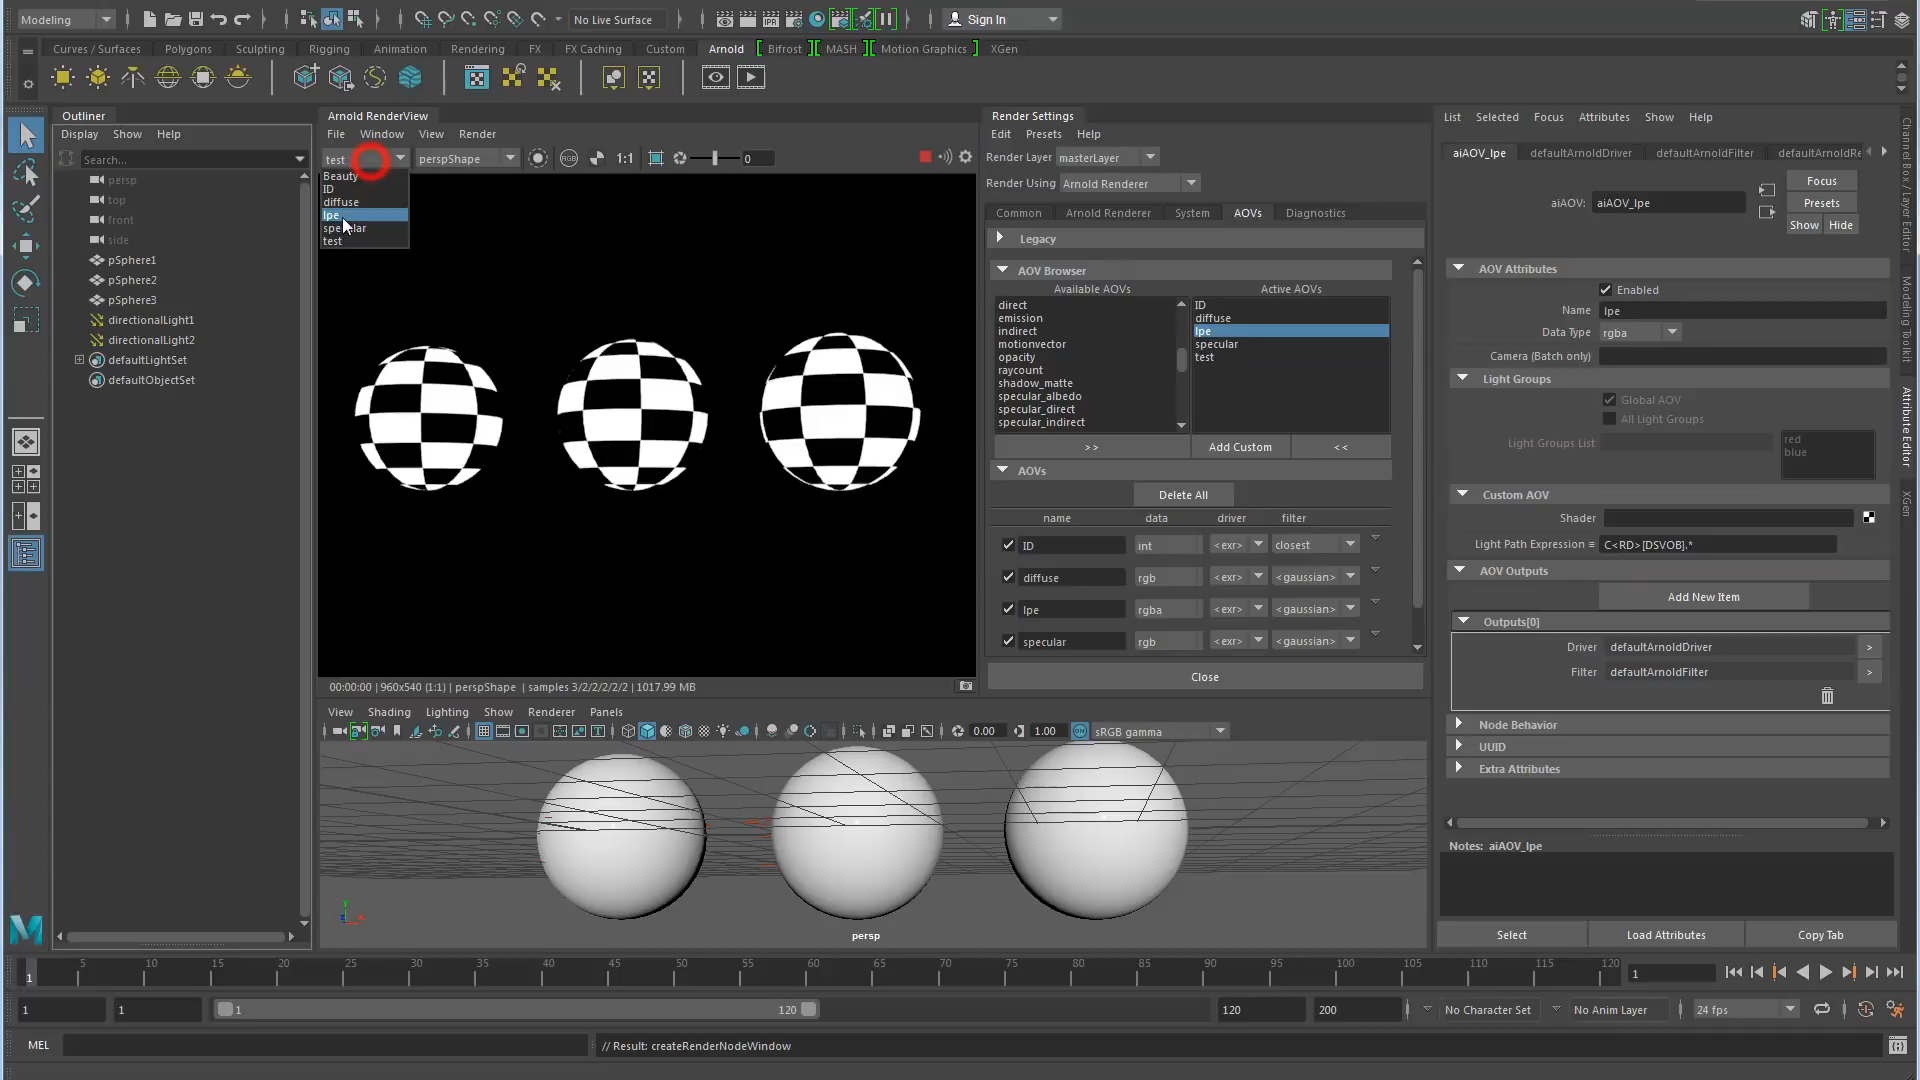 Modeling No Live Surface Sign In
Curves / Surfaces Polygons Sculpting Rigging Animation Rendering FX FX Caching Custom Arnold Bifrost MASH Motion Graphics XGen
Outliner
Display Show Help
Search...
persp
top
front
side
pSphere1
pSphere2
pSphere3
directionalLight1
directionalLight2
defaultLightSet
defaultObjectSet
Arnold RenderView
File Window View Render
test perspShape RGB 1:1 0
Beauty
ID
diffuse
lpe
specular
test
00:00:00 | 960x540 (1:1) | perspShape | samples 3/2/2/2/2/2 | 1017.99 MB
Render Settings
Edit Presets Help
Render Layer masterLayer
Render Using Arnold Renderer
Common Arnold Renderer System AOVs Diagnostics
Legacy
AOV Browser
Available AOVs Active AOVs
direct
emission
indirect
motionvector
opacity
raycount
shadow_matte
specular_albedo
specular_direct
specular_indirect
ID
diffuse
lpe
specular
test
>> Add Custom <<
AOVs
Delete All
name data driver filter
ID int <exr> closest
diffuse rgb <exr> <gaussian>
lpe rgba <exr> <gaussian>
specular rgb <exr> <gaussian>
Close
View Shading Lighting Show Renderer Panels
0.00 1.00 sRGB gamma
y
x
persp
List Selected Focus Attributes Show Help
aiAOV_lpe defaultArnoldDriver defaultArnoldFilter defaultArnoldRe
aiAOV: aiAOV_lpe
Focus
Presets
Show Hide
AOV Attributes
Enabled
Name lpe
Data Type rgba
Camera (Batch only)
Light Groups
Global AOV
All Light Groups
Light Groups List
red
blue
Custom AOV
Shader
Light Path Expression = C<RD>[DSVOB].*
AOV Outputs
Add New Item
Outputs[0]
Driver defaultArnoldDriver >
Filter defaultArnoldFilter >
Node Behavior
UUID
Extra Attributes
Notes: aiAOV_lpe
Select Load Attributes Copy Tab
Channel Box / Layer Editor
Modeling Toolkit
Attribute Editor
XGen
1 5 10 15 20 25 30 35 40 45 50 55 60 65 70 75 80 85 90 95 100 105 110 115 120 1
1 1 1 120 120 200 No Character Set No Anim Layer 24 fps
MEL // Result: createRenderNodeWindow